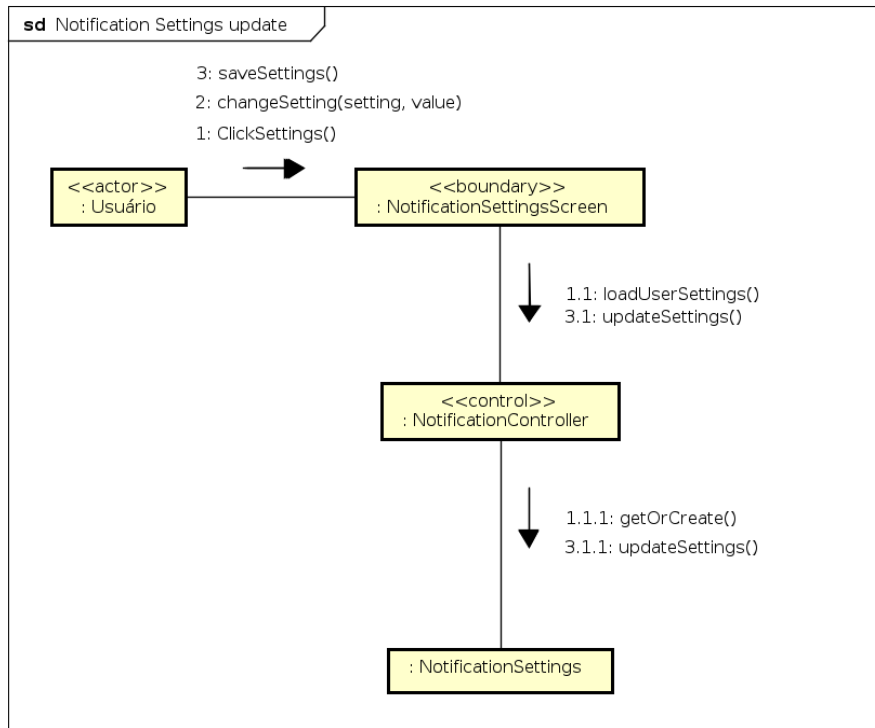 sd Notification Settings update
3: saveSettings()
2: changeSetting(setting, value)
1: ClickSettings()
<<actor>>
: Usuário
<<boundary>>
: NotificationSettingsScreen
1.1: loadUserSettings()
3.1: updateSettings()
<<control>>
: NotificationController
1.1.1: getOrCreate()
3.1.1: updateSettings()
: NotificationSettings